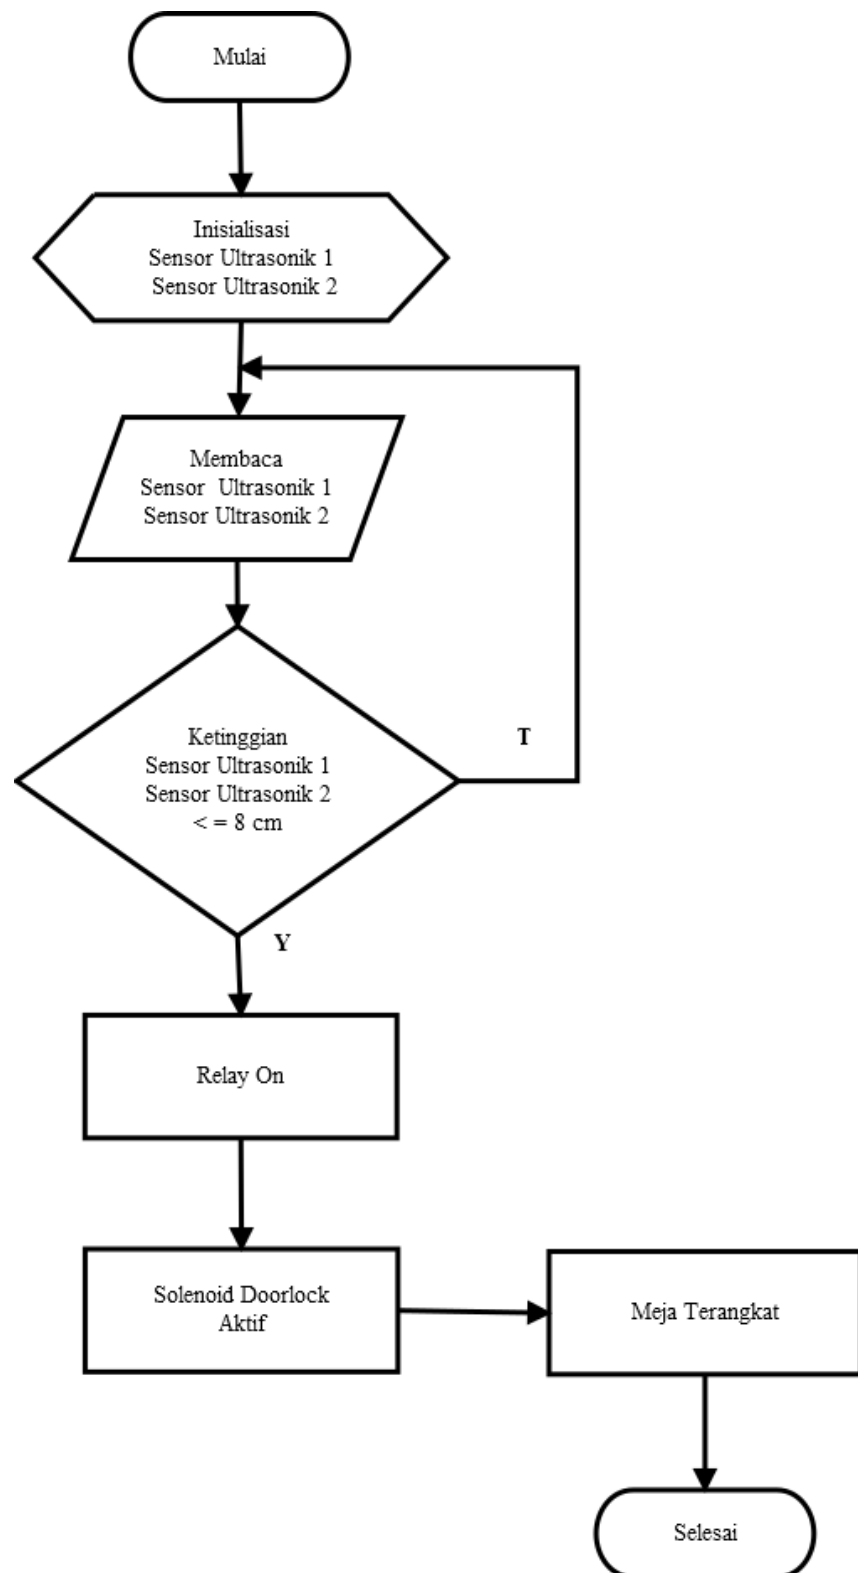 Mulai
Inisialisasi
Sensor Ultrasonik 1
Sensor Ultrasonik 2
Membaca
Sensor Ultrasonik 1
Sensor Ultrasonik 2
Ketinggian
Sensor Ultrasonik 1
Sensor Ultrasonik 2
< = 8 cm
T
Y
Relay On
Solenoid Doorlock
Aktif
Meja Terangkat
Selesai